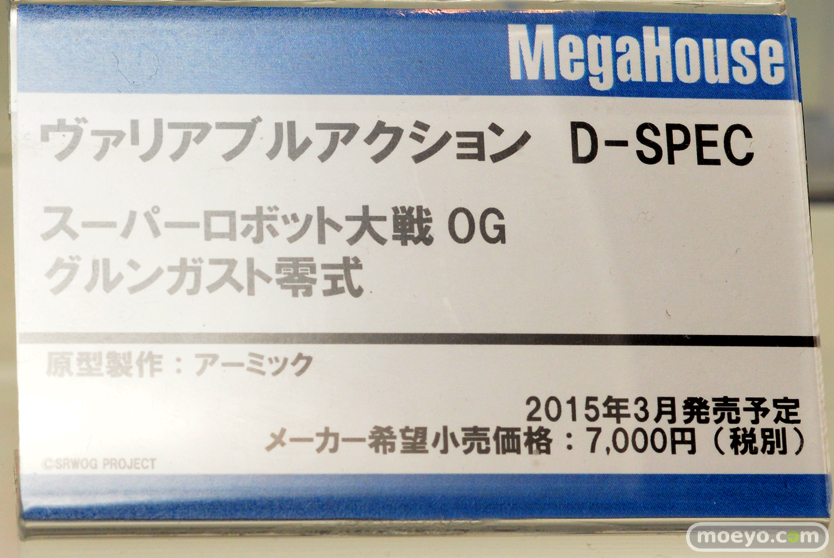 MegaHouse
ヴァリアブルアクション D-SPEC
スーパーロボット大戦 OG
グルンガスト零式
原型製作：アーミック
2015年3月発売予定
メーカー希望小売価格：7,000円（税別）
©SRWOG PROJECT
moeyo.com